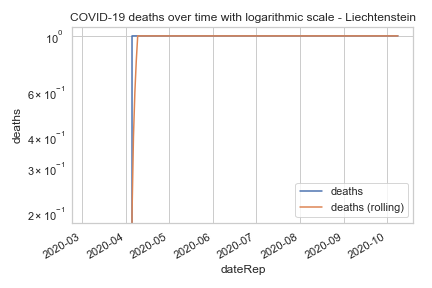 COVID-19 deaths over time with logarithmic scale - Liechtenstein
10⁰
6 × 10⁻¹
4 × 10⁻¹
3 × 10⁻¹
2 × 10⁻¹
deaths
deaths
deaths (rolling)
2020-03
2020-04
2020-05
2020-06
2020-07
2020-08
2020-09
2020-10
dateRep